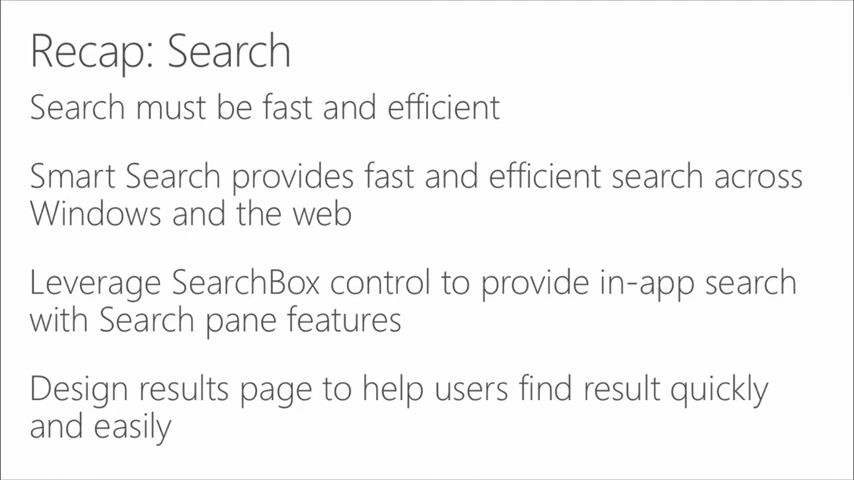 Recap: Search
Search must be fast and efficient
Smart Search provides fast and efficient search across
Windows and the web
Leverage SearchBox control to provide in-app search
with Search pane features
Design results page to help users find result quickly
and easily